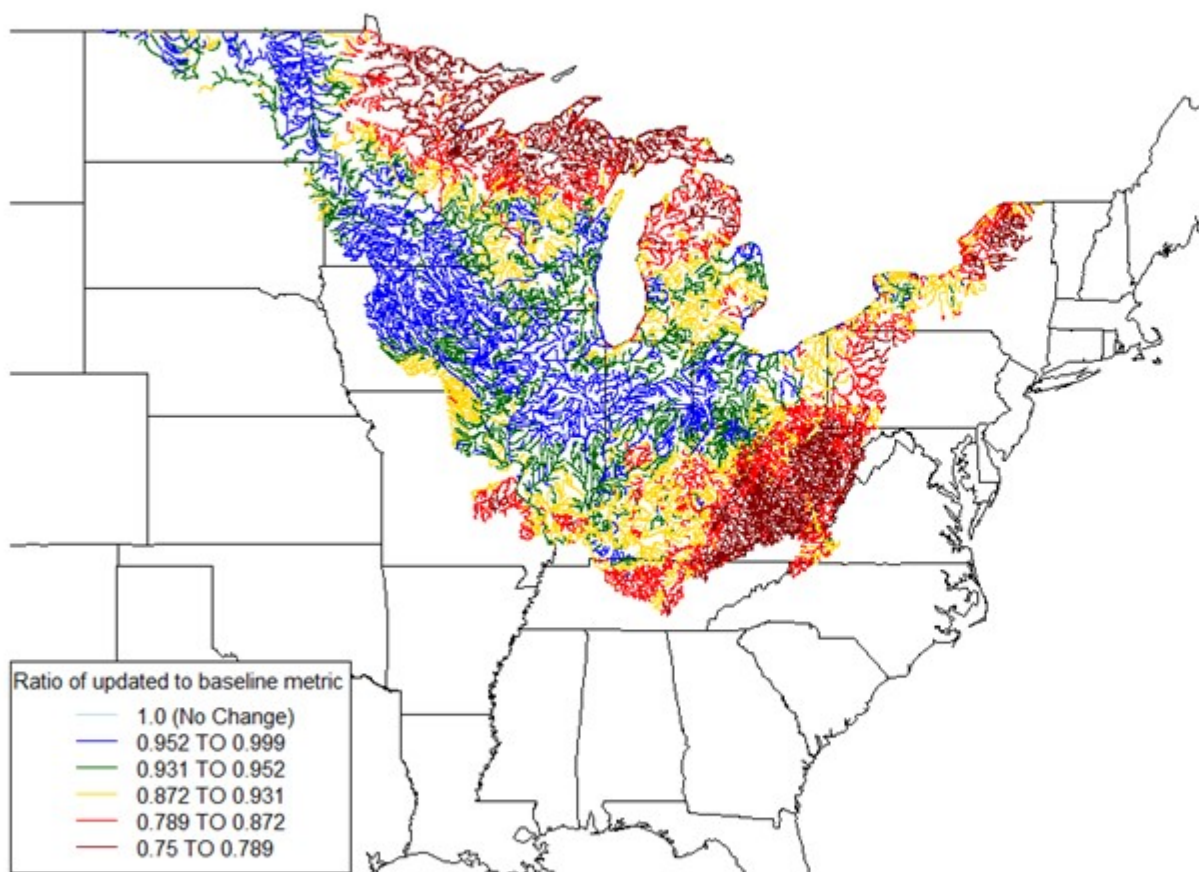 Ratio of updated to baseline metric
1.0 (No Change)
0.952 TO 0.999
0.931 TO 0.952
0.872 TO 0.931
0.789 TO 0.872
0.75 TO 0.789